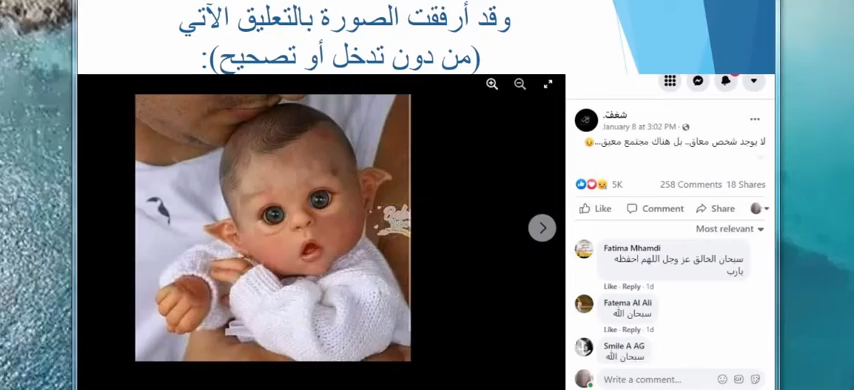 وقد أرفقت الصورة بالتعليق الآتي
(من دون تدخل أو تصحيح):
شغفت.
January 8 at 3:02 PM
لا يوجد شخص معاق.. بل هناك مجتمع معيق...
5K 258 Comments 18 Shares
Like Comment Share
Most relevant
Fatima Mhamdi
سبحان الخالق عز وجل اللهم احفظه
يارب
Like · Reply · 1d
Fatema Al Ali
سبحان الله
Like · Reply · 1d
Smile A AG
سبحان الله
Write a comment...
GIF